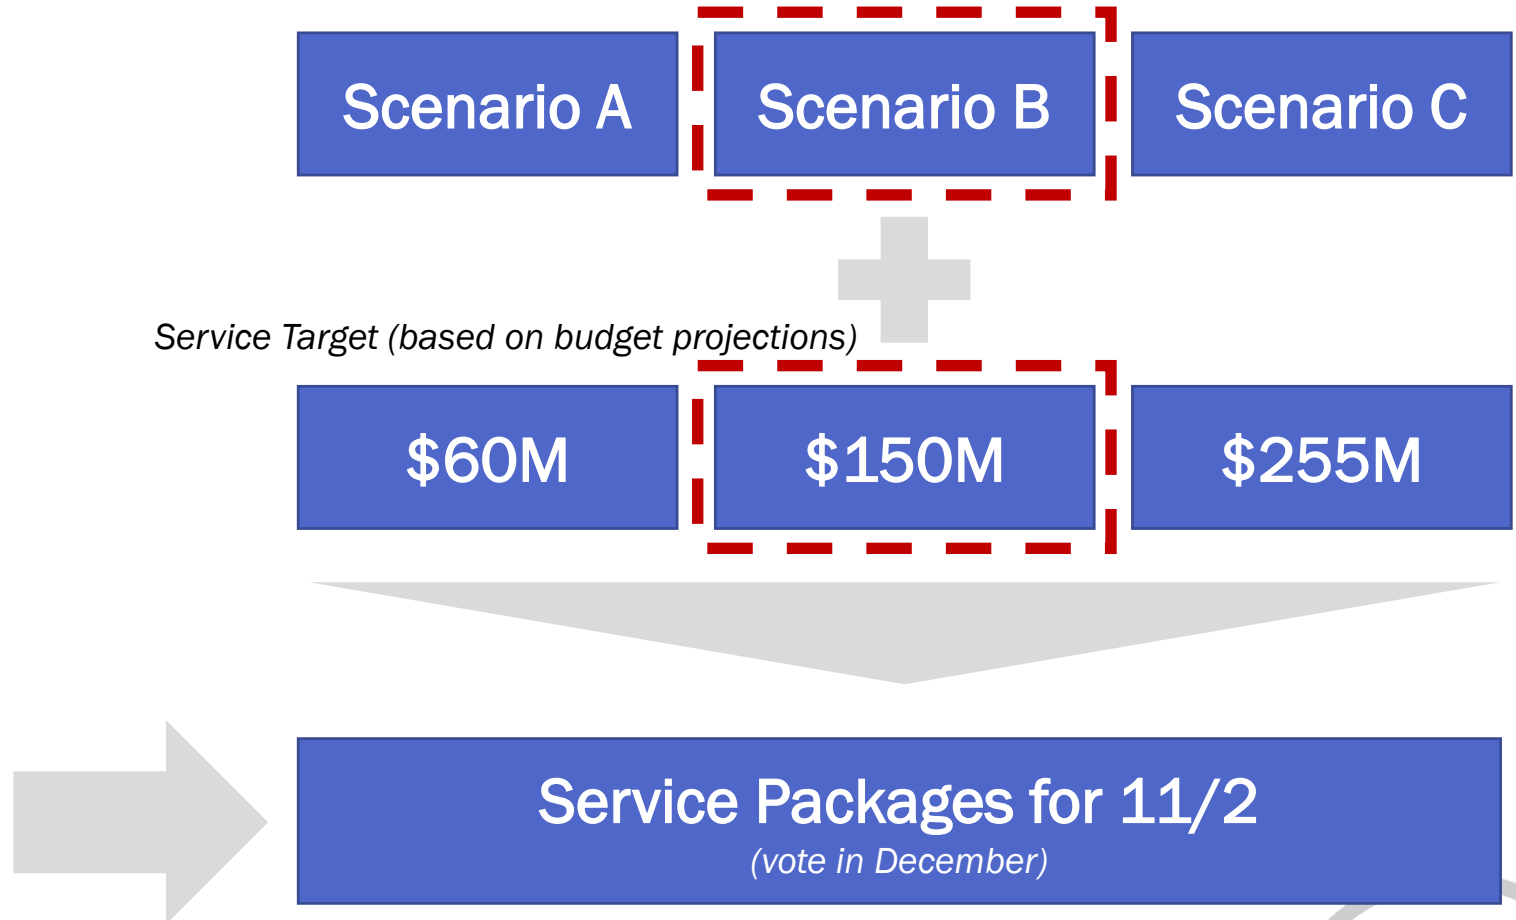 Scenario A
Scenario B
Scenario C
Service Target (based on budget projections)
$60M
$150M
$255M
Service Packages for 11/2
(vote in December)